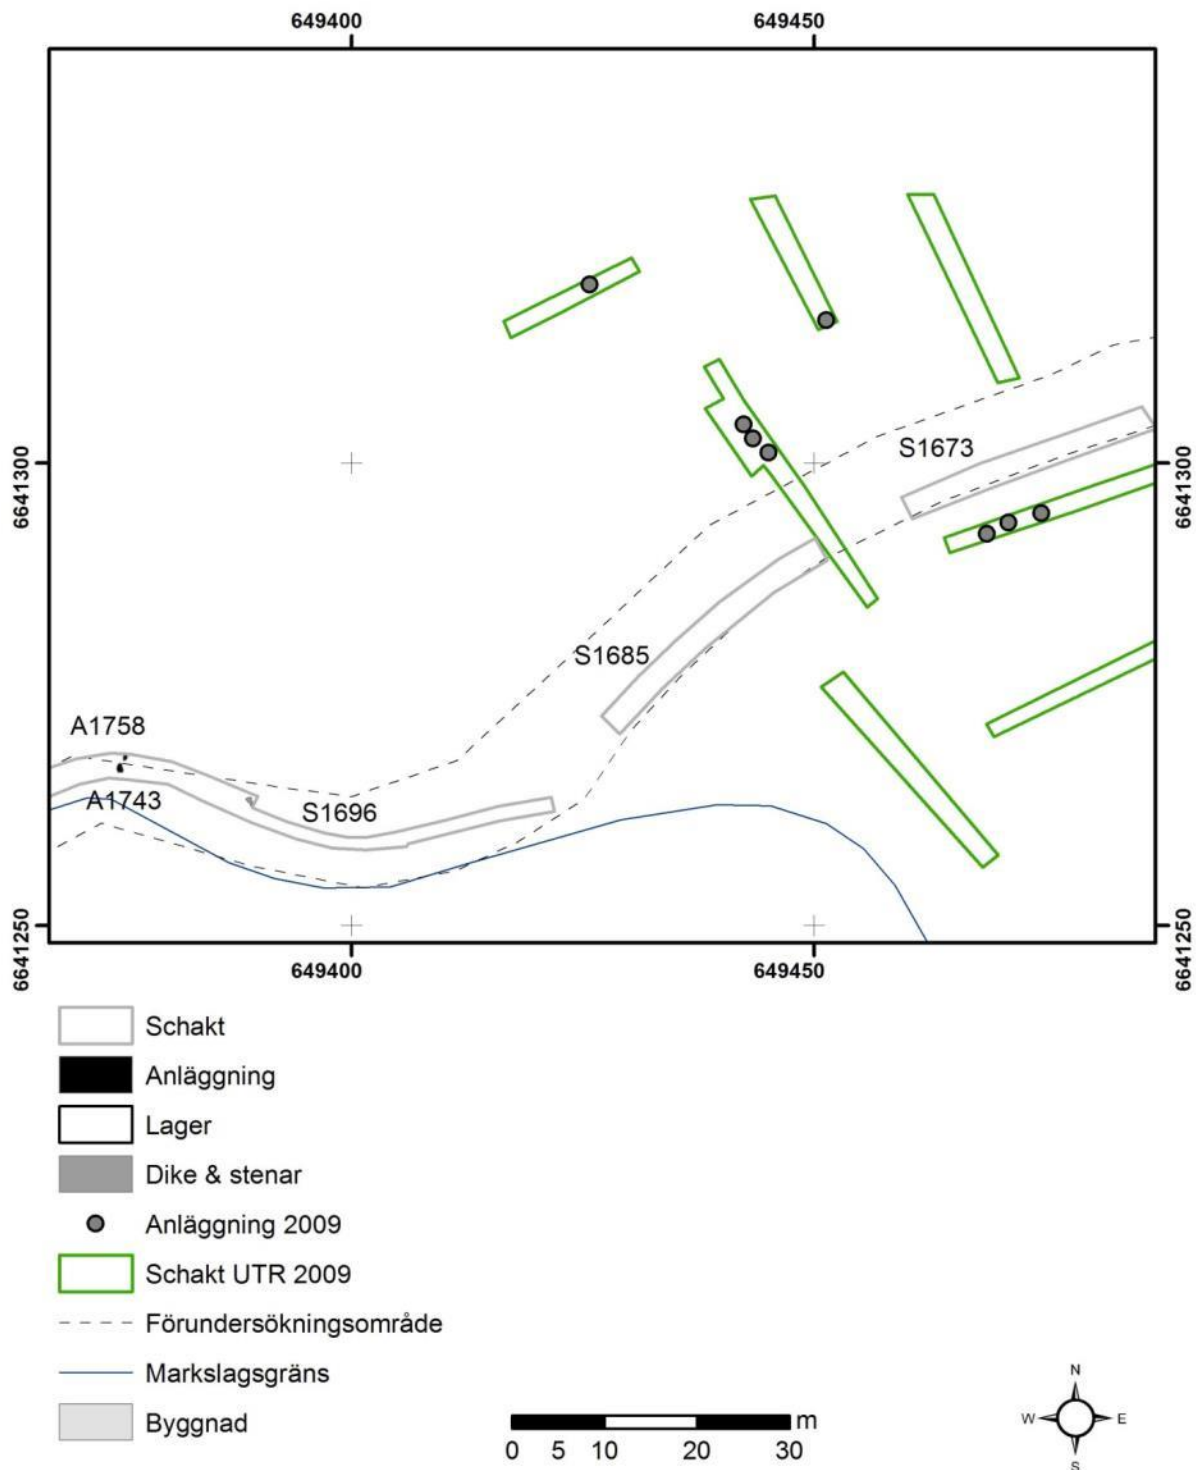 649400 649450
6641300 6641300
S1673
S1685
A1758
A1743
S1696
6641250 6641250
649400 649450
Schakt
Anläggning
Lager
Dike & stenar
Anläggning 2009
Schakt UTR 2009
Förundersökningsområde
Markslagsgräns
Byggnad
m
0 5 10 20 30
N
W E
S